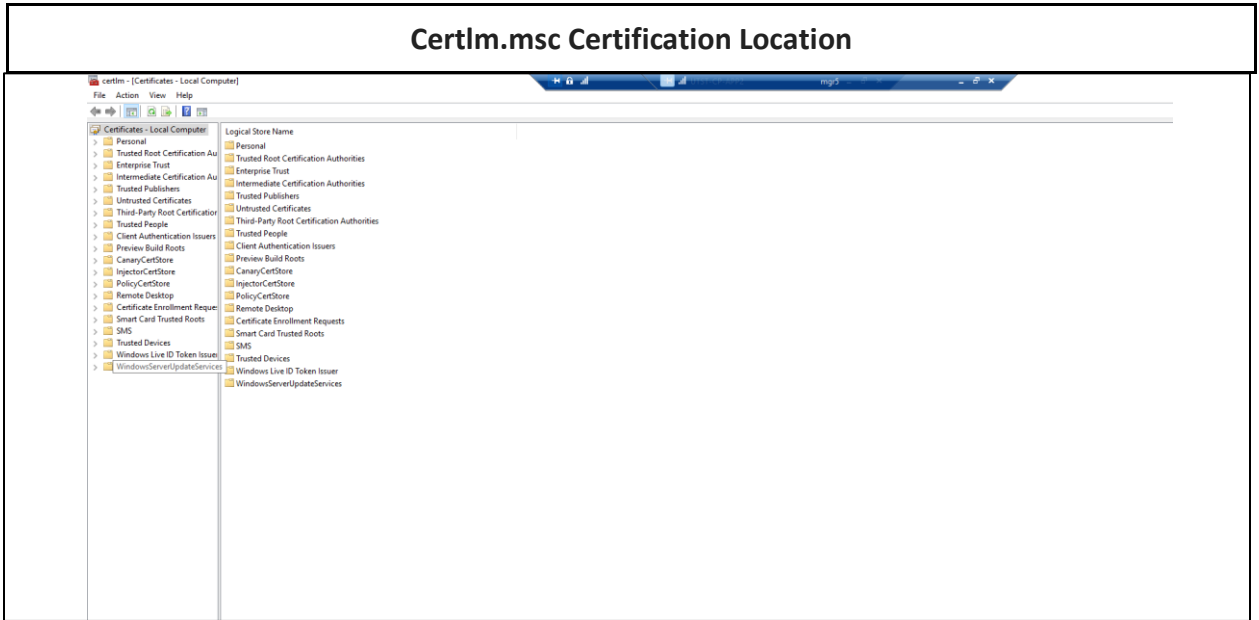 Certlm.msc Certification Location
certlm - [Certificates - Local Computer]
mgr5
File Action View Help
Certificates - Local Computer
Personal
Trusted Root Certification Au
Enterprise Trust
Intermediate Certification Au
Trusted Publishers
Untrusted Certificates
Third-Party Root Certification
Trusted People
Client Authentication Issuers
Preview Build Roots
CanaryCertStore
InjectorCertStore
PolicyCertStore
Remote Desktop
Certificate Enrollment Reque
Smart Card Trusted Roots
SMS
Trusted Devices
Windows Live ID Token Issue
WindowsServerUpdateServices
Logical Store Name
Personal
Trusted Root Certification Authorities
Enterprise Trust
Intermediate Certification Authorities
Trusted Publishers
Untrusted Certificates
Third-Party Root Certification Authorities
Trusted People
Client Authentication Issuers
Preview Build Roots
CanaryCertStore
InjectorCertStore
PolicyCertStore
Remote Desktop
Certificate Enrollment Requests
Smart Card Trusted Roots
SMS
Trusted Devices
Windows Live ID Token Issuer
WindowsServerUpdateServices